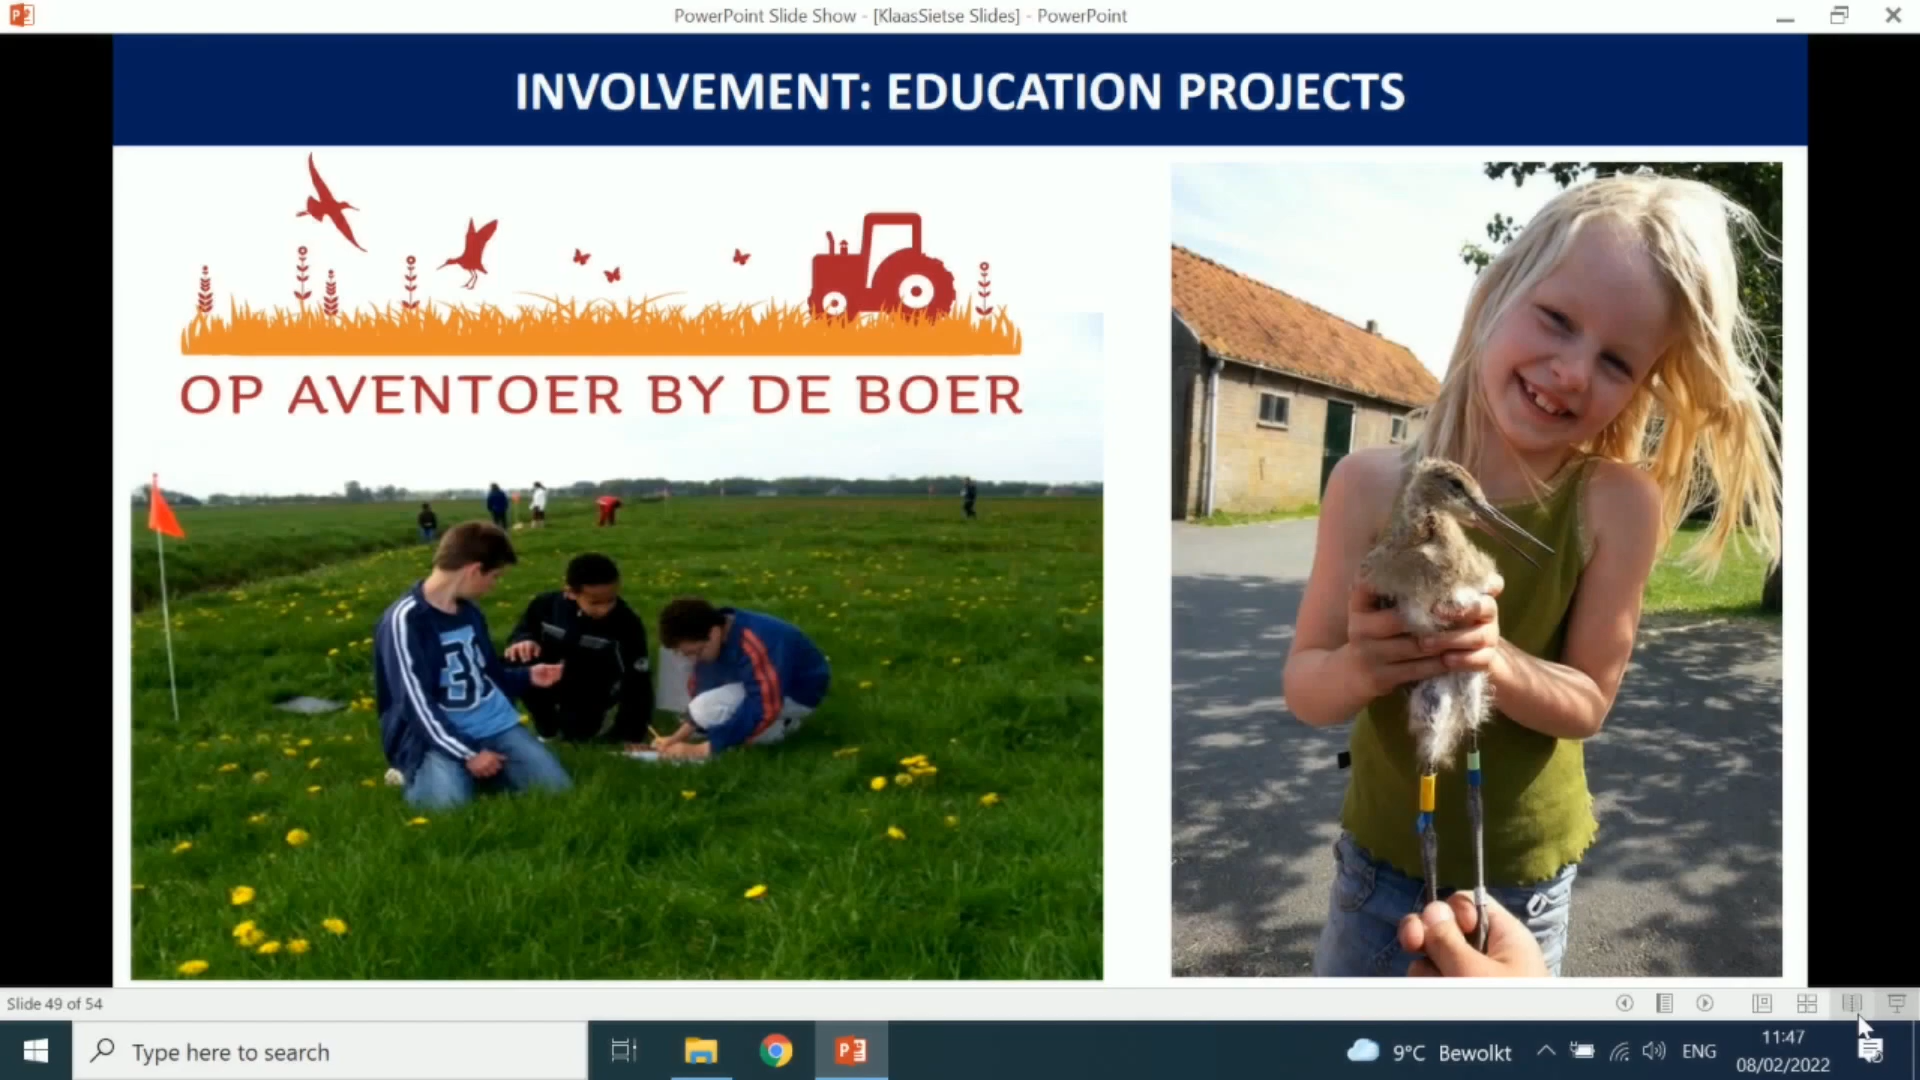 PowerPoint Slide Show - [KlaasSietse Slides] - PowerPoint
INVOLVEMENT: EDUCATION PROJECTS
OP AVENTOER BY DE BOER
Slide 49 of 54
Type here to search
9°C Bewolkt
ENG
11:47
08/02/2022